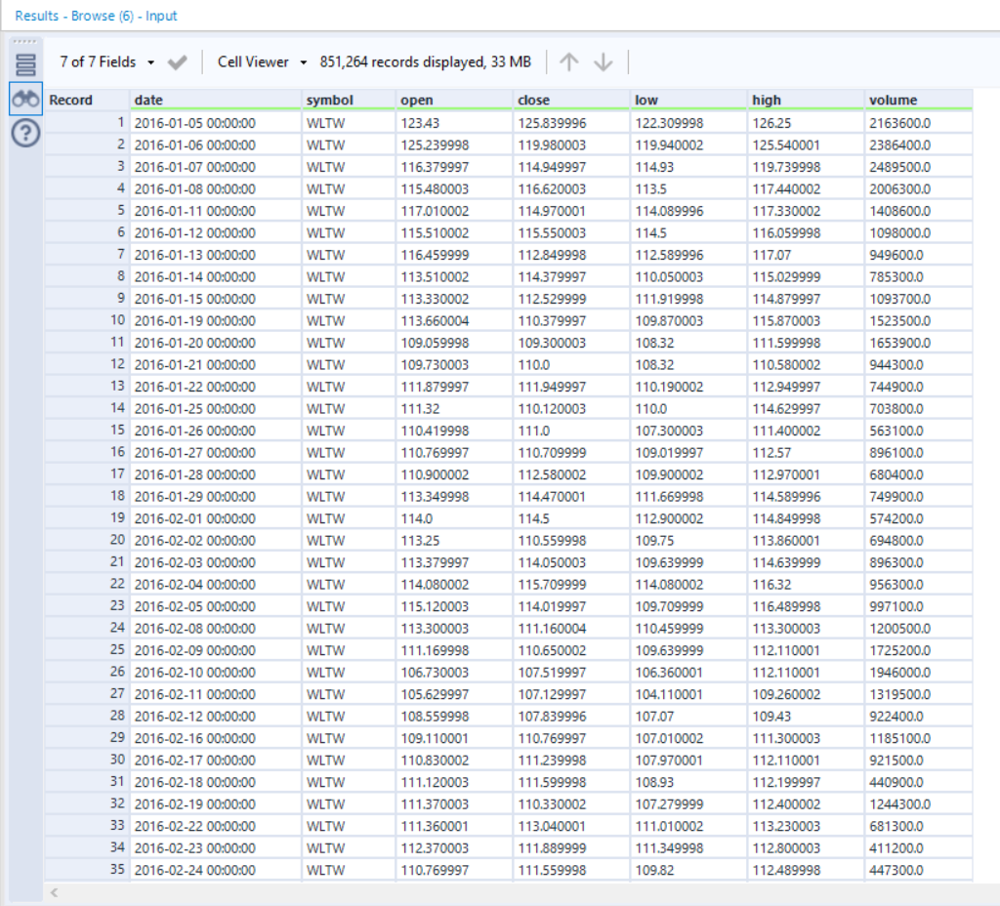 Results - Browse (6) - Input
7 of 7 Fields Cell Viewer 851,264 records displayed, 33 MB
Record date symbol open close low high volume
1 2016-01-05 00:00:00 WLTW 123.43 125.839996 122.309998 126.25 2163600.0
2 2016-01-06 00:00:00 WLTW 125.239998 119.980003 119.940002 125.540001 2386400.0
3 2016-01-07 00:00:00 WLTW 116.379997 114.949997 114.93 119.739998 2489500.0
4 2016-01-08 00:00:00 WLTW 115.480003 116.620003 113.5 117.440002 2006300.0
5 2016-01-11 00:00:00 WLTW 117.010002 114.970001 114.089996 117.330002 1408600.0
6 2016-01-12 00:00:00 WLTW 115.510002 115.550003 114.5 116.059998 1098000.0
7 2016-01-13 00:00:00 WLTW 116.459999 112.849998 112.589996 117.07 949600.0
8 2016-01-14 00:00:00 WLTW 113.510002 114.379997 110.050003 115.029999 785300.0
9 2016-01-15 00:00:00 WLTW 113.330002 112.529999 111.919998 114.879997 1093700.0
10 2016-01-19 00:00:00 WLTW 113.660004 110.379997 109.870003 115.870003 1523500.0
11 2016-01-20 00:00:00 WLTW 109.059998 109.300003 108.32 111.599998 1653900.0
12 2016-01-21 00:00:00 WLTW 109.730003 110.0 108.32 110.580002 944300.0
13 2016-01-22 00:00:00 WLTW 111.879997 111.949997 110.190002 112.949997 744900.0
14 2016-01-25 00:00:00 WLTW 111.32 110.120003 110.0 114.629997 703800.0
15 2016-01-26 00:00:00 WLTW 110.419998 111.0 107.300003 111.400002 563100.0
16 2016-01-27 00:00:00 WLTW 110.769997 110.709999 109.019997 112.57 896100.0
17 2016-01-28 00:00:00 WLTW 110.900002 112.580002 109.900002 112.970001 680400.0
18 2016-01-29 00:00:00 WLTW 113.349998 114.470001 111.669998 114.589996 749900.0
19 2016-02-01 00:00:00 WLTW 114.0 114.5 112.900002 114.849998 574200.0
20 2016-02-02 00:00:00 WLTW 113.25 110.559998 109.75 113.860001 694800.0
21 2016-02-03 00:00:00 WLTW 113.379997 114.050003 109.639999 114.639999 896300.0
22 2016-02-04 00:00:00 WLTW 114.080002 115.709999 114.080002 116.32 956300.0
23 2016-02-05 00:00:00 WLTW 115.120003 114.019997 109.709999 116.489998 997100.0
24 2016-02-08 00:00:00 WLTW 113.300003 111.160004 110.459999 113.300003 1200500.0
25 2016-02-09 00:00:00 WLTW 111.169998 110.650002 109.639999 112.110001 1725200.0
26 2016-02-10 00:00:00 WLTW 106.730003 107.519997 106.360001 112.110001 1946000.0
27 2016-02-11 00:00:00 WLTW 105.629997 107.129997 104.110001 109.260002 1319500.0
28 2016-02-12 00:00:00 WLTW 108.559998 107.839996 107.07 109.43 922400.0
29 2016-02-16 00:00:00 WLTW 109.110001 110.769997 107.010002 111.300003 1185100.0
30 2016-02-17 00:00:00 WLTW 110.830002 111.239998 107.970001 112.110001 921500.0
31 2016-02-18 00:00:00 WLTW 111.120003 111.599998 108.93 112.199997 440900.0
32 2016-02-19 00:00:00 WLTW 111.370003 110.330002 107.279999 112.400002 1244300.0
33 2016-02-22 00:00:00 WLTW 111.360001 113.040001 111.010002 113.230003 681300.0
34 2016-02-23 00:00:00 WLTW 112.370003 111.889999 111.349998 112.800003 411200.0
35 2016-02-24 00:00:00 WLTW 110.769997 111.559998 109.82 112.489998 447300.0